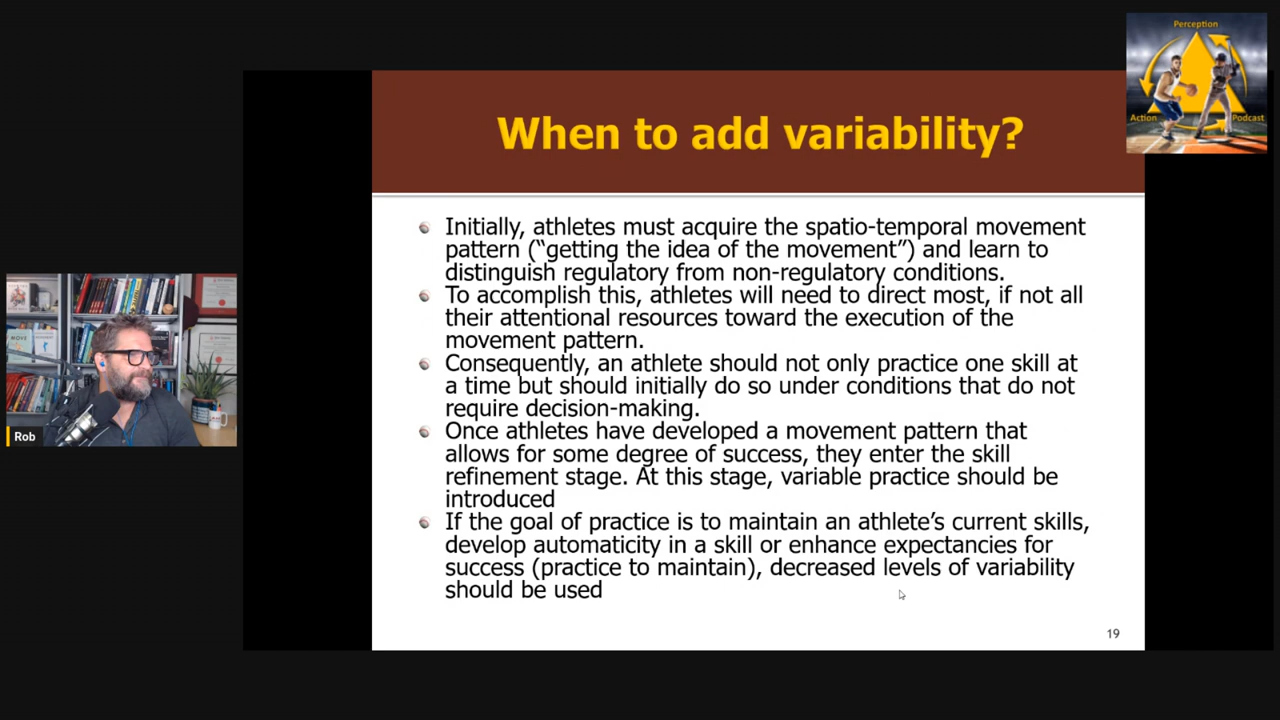 Perception
Action
Podcast
When to add variability?
Initially, athletes must acquire the spatio-temporal movement
pattern (“getting the idea of the movement”) and learn to
distinguish regulatory from non-regulatory conditions.
To accomplish this, athletes will need to direct most, if not all
their attentional resources toward the execution of the
movement pattern.
Consequently, an athlete should not only practice one skill at
a time but should initially do so under conditions that do not
require decision-making.
Once athletes have developed a movement pattern that
allows for some degree of success, they enter the skill
refinement stage. At this stage, variable practice should be
introduced
If the goal of practice is to maintain an athlete’s current skills,
develop automaticity in a skill or enhance expectancies for
success (practice to maintain), decreased levels of variability
should be used
19
MOVE
Rob